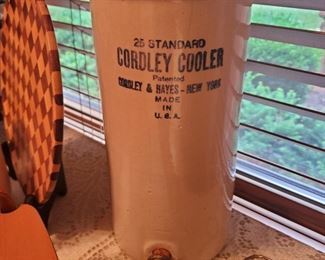 25 STANDARD
CORDLEY COOLER
Patented
CORDLEY & HAYES - NEW YORK
MADE
IN
U.S.A.